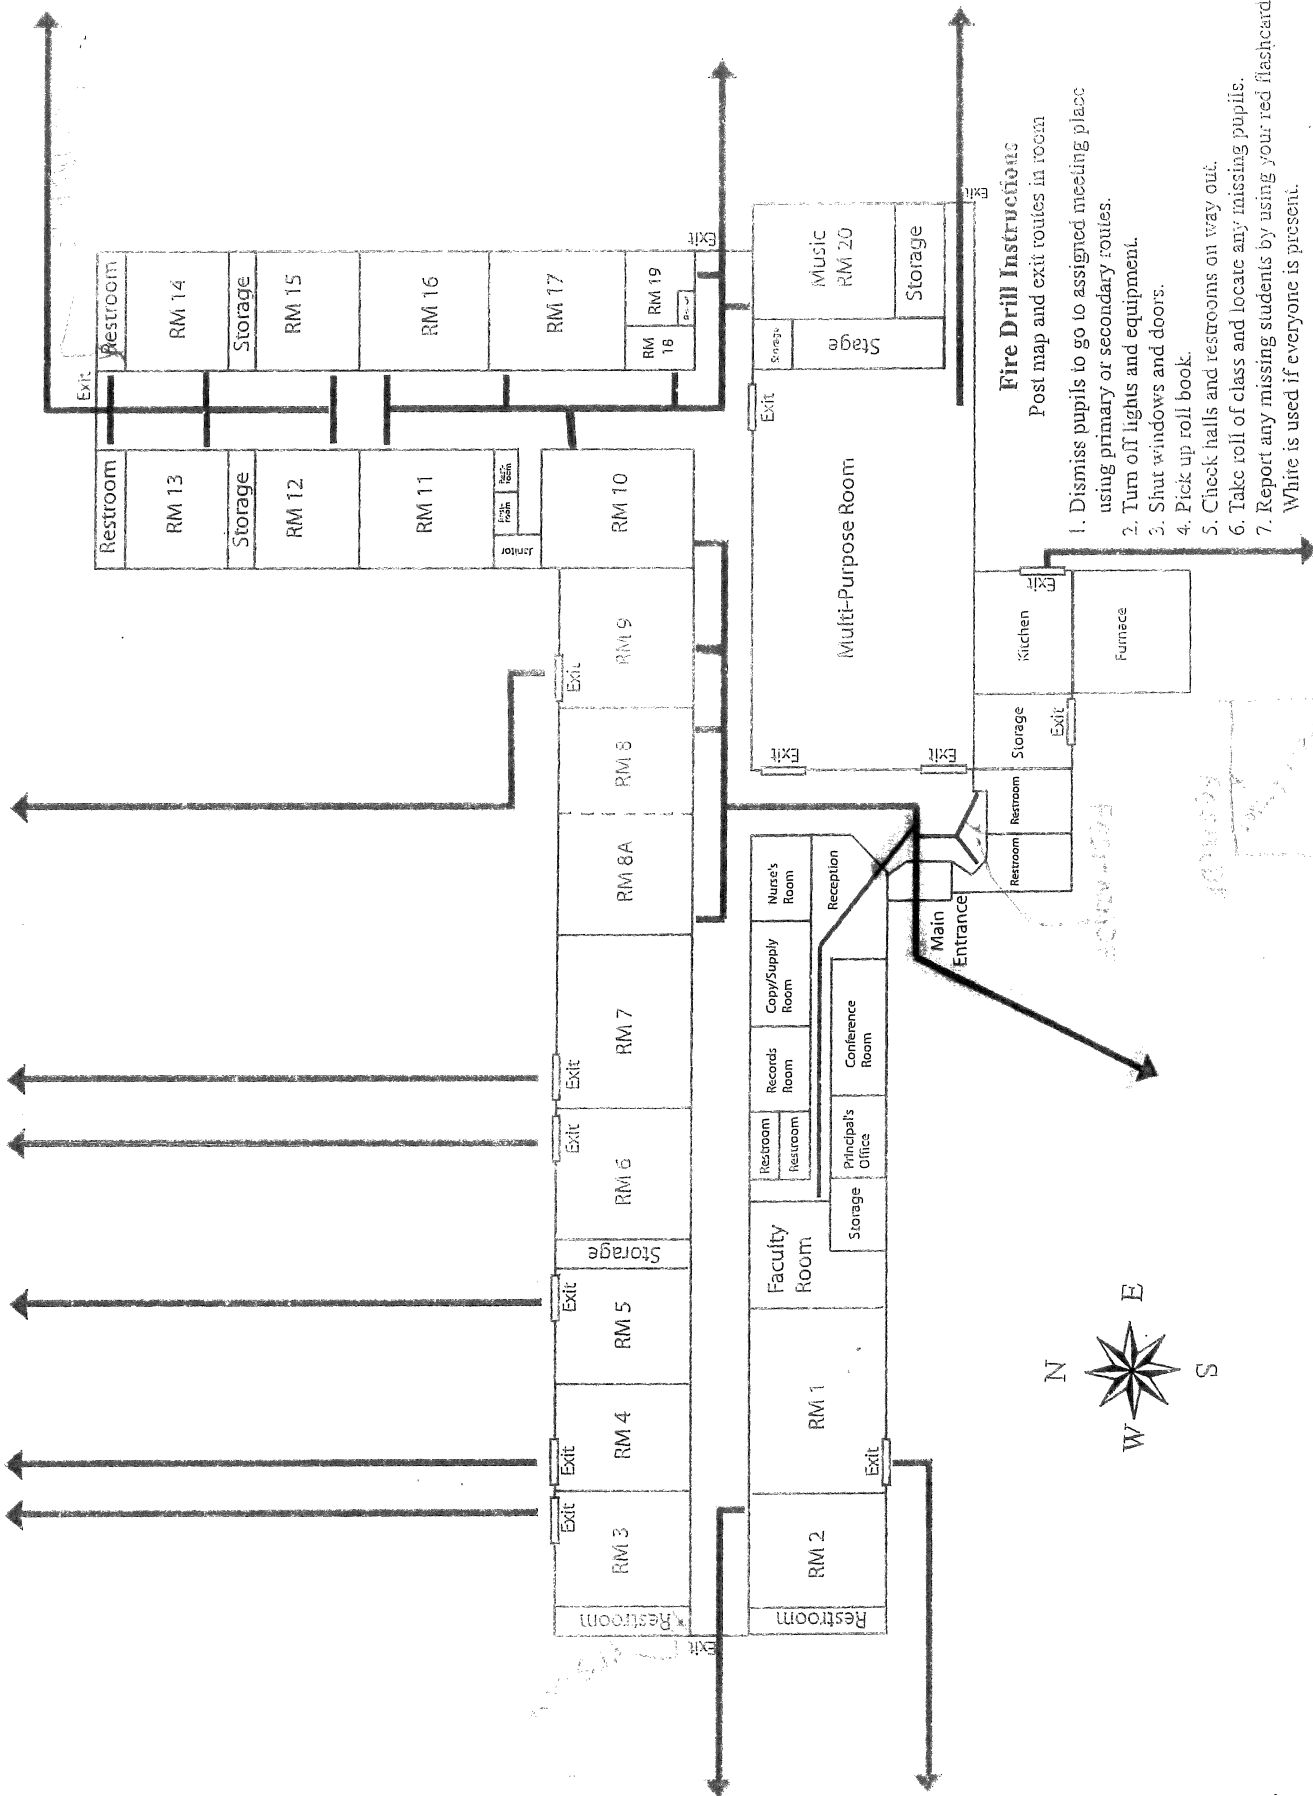 Restroom
RM 14
Storage
RM 15
RM 16
RM 17
RM 18
RM 19
Exit
Exit
Restroom
RM 13
Storage
RM 12
RM 11
Janitor
RM 10
Music
RM 20
Storage
Storage
Stage
Exit
Exit
Multi-Purpose Room
Exit
Exit
Kitchen
Exit
Furnace
Storage
Exit
Restroom
Restroom
RM 9
Exit
RM 8
RM 8A
RM 7
Exit
RM 6
Exit
Storage
RM 5
Exit
RM 4
Exit
RM 3
Exit
Restroom
Exit
Nurse's
Room
Reception
Copy/Supply
Room
Records
Room
Restroom
Restroom
Main
Entrance
Conference
Room
Principal's
Office
Storage
Faculty
Room
RM 1
Exit
RM 2
Restroom
N
E
S
W
Fire Drill Instructions
Post map and exit routes in room
1. Dismiss pupils to go to assigned meeting place
using primary or secondary routes.
2. Turn off lights and equipment.
3. Shut windows and doors.
4. Pick up roll book.
5. Check halls and restrooms on way out.
6. Take roll of class and locate any missing pupils.
7. Report any missing students by using your red flashcard
White is used if everyone is present.